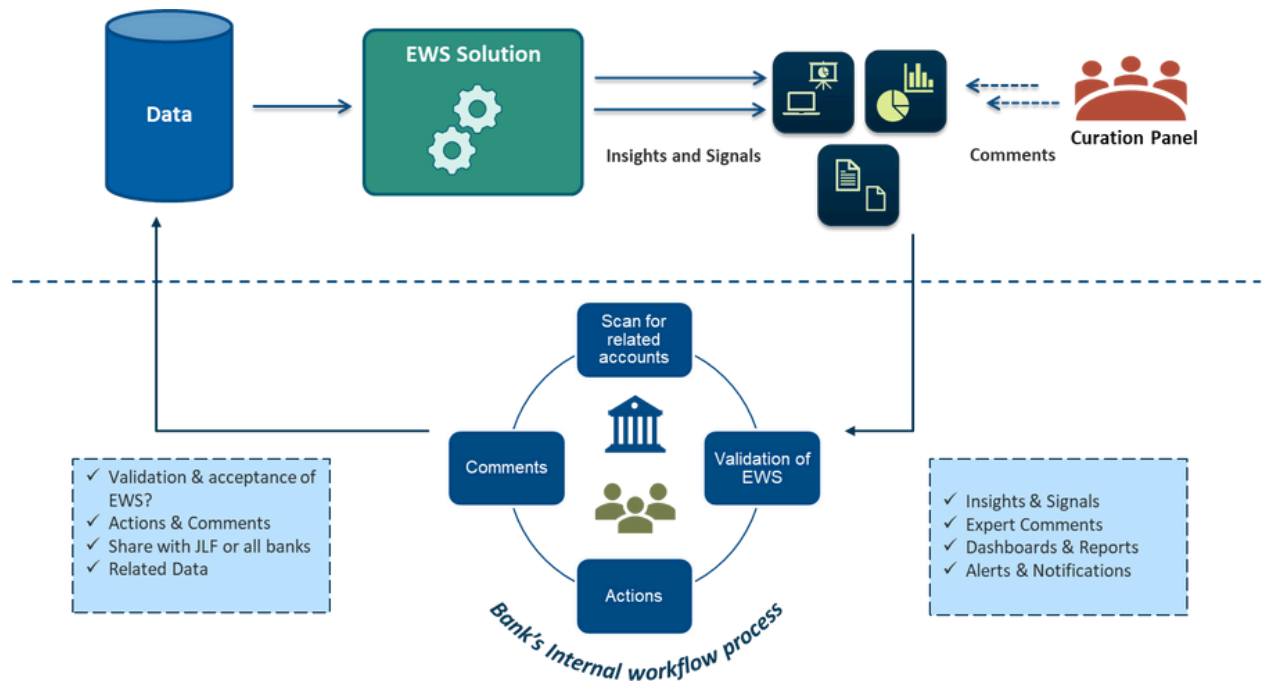 Data
EWS Solution
Insights and Signals
Comments
Curation Panel
Scan for
related
accounts
Comments
Validation of
EWS
Actions
Bank's Internal workflow process
✓ Validation & acceptance of
EWS?
✓ Actions & Comments
✓ Share with JLF or all banks
✓ Related Data
✓ Insights & Signals
✓ Expert Comments
✓ Dashboards & Reports
✓ Alerts & Notifications